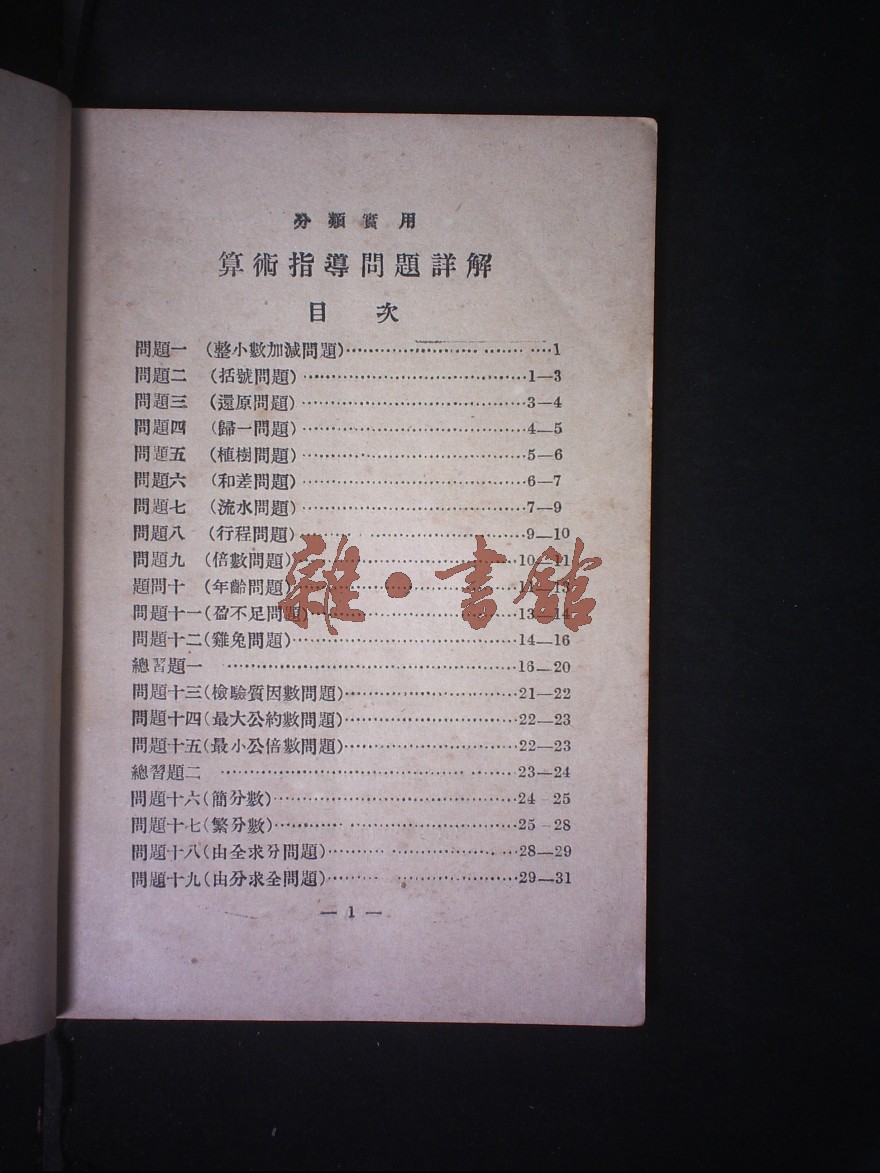 分類實用
算術指導問題詳解
目次
問題一 (整小數加減問題)…………………………1
問題二 (括號問題)…………………………1—3
問題三 (還原問題)…………………………3—4
問題四 (歸一問題)…………………………4—5
問題五 (植樹問題)…………………………5—6
問題六 (和差問題)…………………………6—7
問題七 (流水問題)…………………………7—9
問題八 (行程問題)…………………………9—10
問題九 (倍數問題)…………………………10—11
題問十 (年齡問題)…………………………11—13
問題十一(盈不足問題)…………………………13—14
問題十二(雞兔問題)…………………………14—16
總習題一 …………………………16—20
問題十三(檢驗質因數問題)…………………………21—22
問題十四(最大公約數問題)…………………………22—23
問題十五(最小公倍數問題)…………………………22—23
總習題二 …………………………23—24
問題十六(簡分數)…………………………24—25
問題十七(繁分數)…………………………25—28
問題十八(由全求分問題)…………………………28—29
問題十九(由分求全問題)…………………………29—31
— 1 —
雜·書館